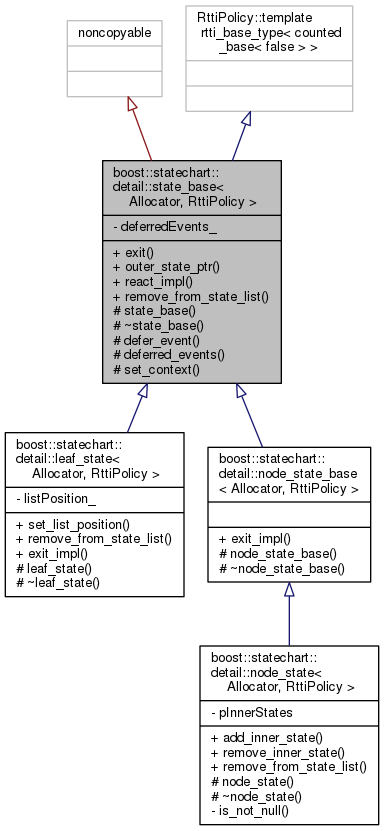 noncopyable
RttiPolicy::template
rtti_base_type< counted
_base< false > >
boost::statechart::
detail::state_base<
Allocator, RttiPolicy >
- deferredEvents_
+ exit()
+ outer_state_ptr()
+ react_impl()
+ remove_from_state_list()
# state_base()
# ~state_base()
# defer_event()
# deferred_events()
# set_context()
boost::statechart::
detail::leaf_state<
Allocator, RttiPolicy >
- listPosition_
+ set_list_position()
+ remove_from_state_list()
+ exit_impl()
# leaf_state()
# ~leaf_state()
boost::statechart::
detail::node_state_base
< Allocator, RttiPolicy >
+ exit_impl()
# node_state_base()
# ~node_state_base()
boost::statechart::
detail::node_state<
Allocator, RttiPolicy >
- pInnerStates
+ add_inner_state()
+ remove_inner_state()
+ remove_from_state_list()
# node_state()
# ~node_state()
- is_not_null()